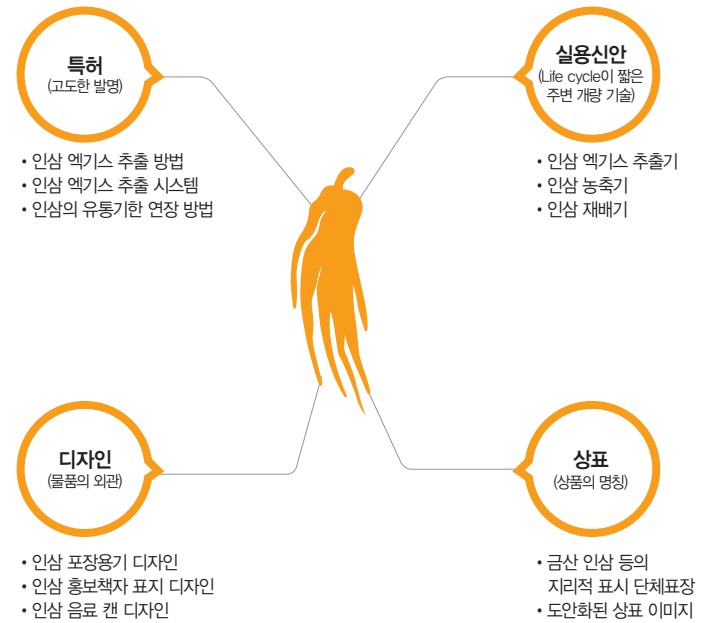 특허
(고도한 발명)
• 인삼 엑기스 추출 방법
• 인삼 엑기스 추출 시스템
• 인삼의 유통기한 연장 방법
실용신안
(Life cycle이 짧은
주변 개량 기술)
• 인삼 엑기스 추출기
• 인삼 농축기
• 인삼 재배기
디자인
(물품의 외관)
• 인삼 포장용기 디자인
• 인삼 홍보책자 표지 디자인
• 인삼 음료 캔 디자인
상표
(상품의 명칭)
• 금산 인삼 등의
지리적 표시 단체표장
• 도안화된 상표 이미지